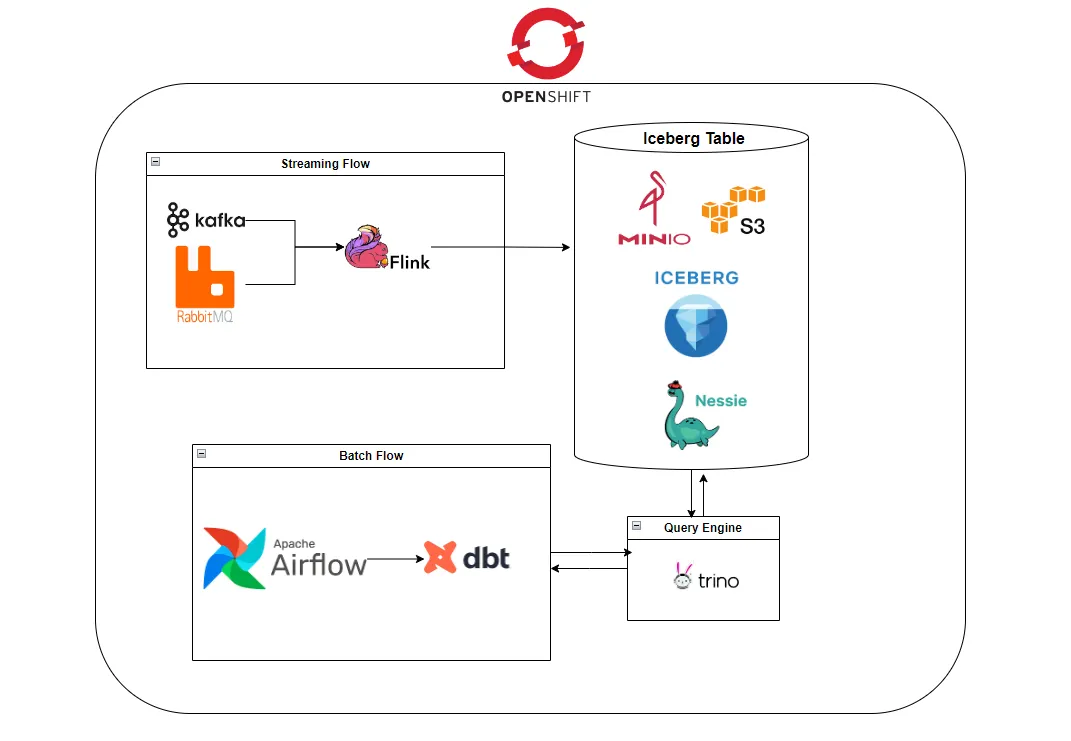 OPENSHIFT
Iceberg Table
Streaming Flow
kafka
RabbitMQ
Flink
MINIO
S3
ICEBERG
Nessie
Batch Flow
Apache
Airflow
dbt
Query Engine
trino